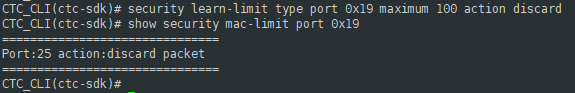 CTC_CLI(ctc-sdk)# security learn-limit type port 0x19 maximum 100 action discard
CTC_CLI(ctc-sdk)# show security mac-limit port 0x19
==============================
Port:25 action:discard packet
==============================
CTC_CLI(ctc-sdk)#